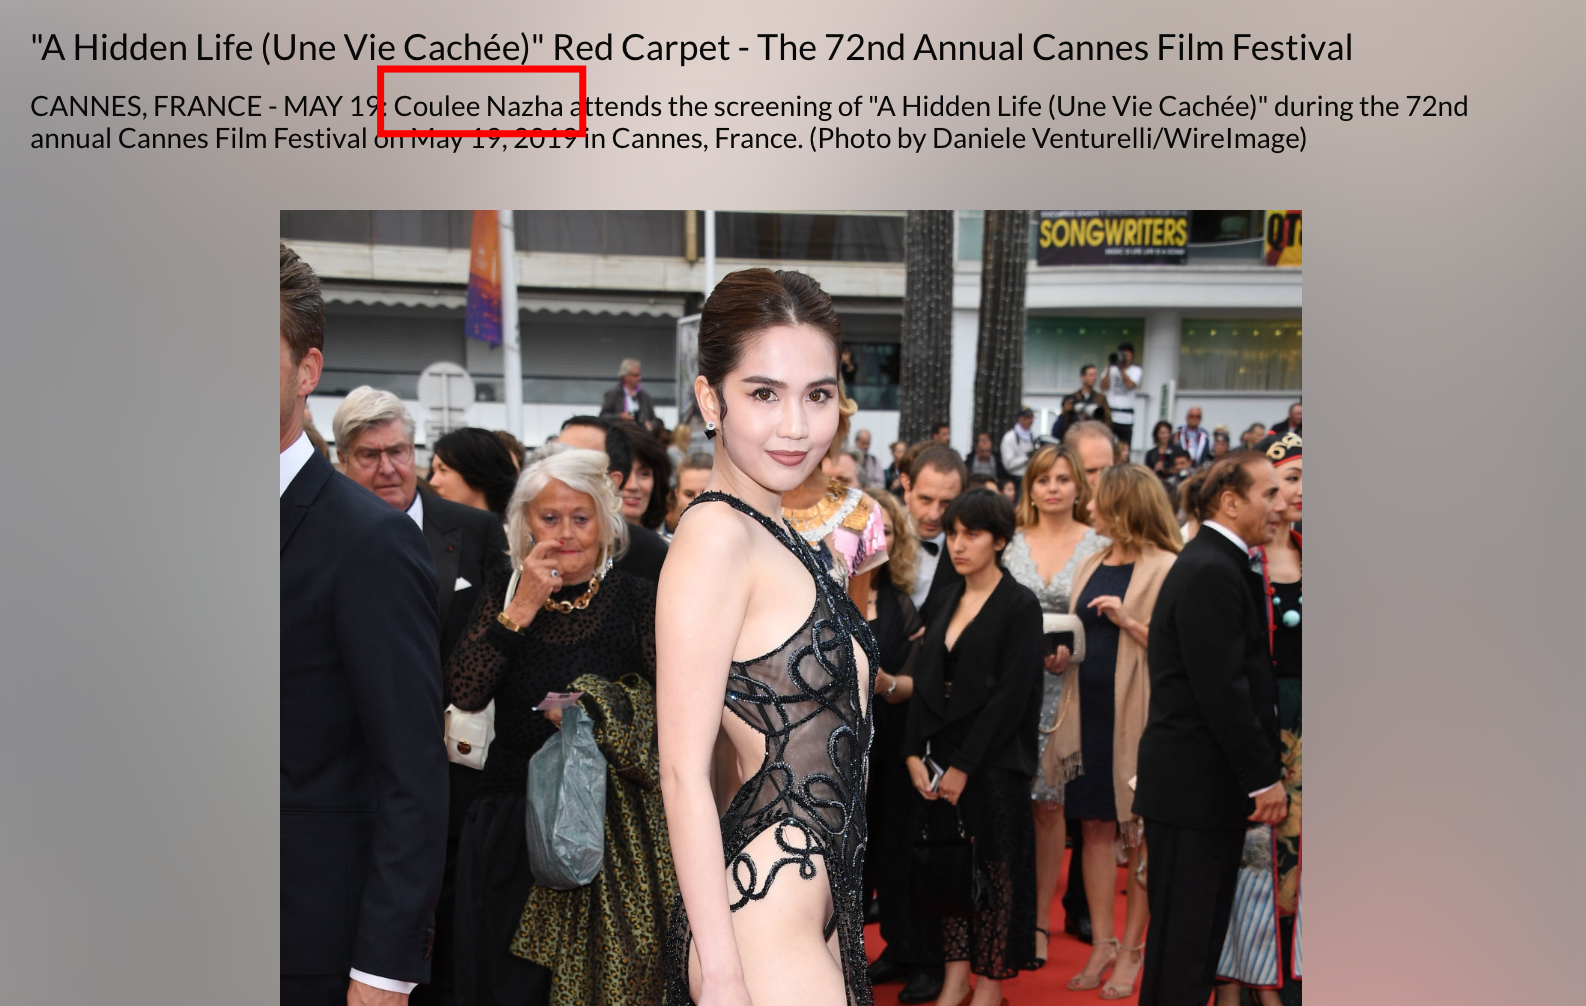 "A Hidden Life (Une Vie Cachée)" Red Carpet - The 72nd Annual Cannes Film Festival
CANNES, FRANCE - MAY 19: Coulee Nazha attends the screening of "A Hidden Life (Une Vie Cachée)" during the 72nd
annual Cannes Film Festival on May 19, 2019 in Cannes, France. (Photo by Daniele Venturelli/WireImage)
SONGWRITERS